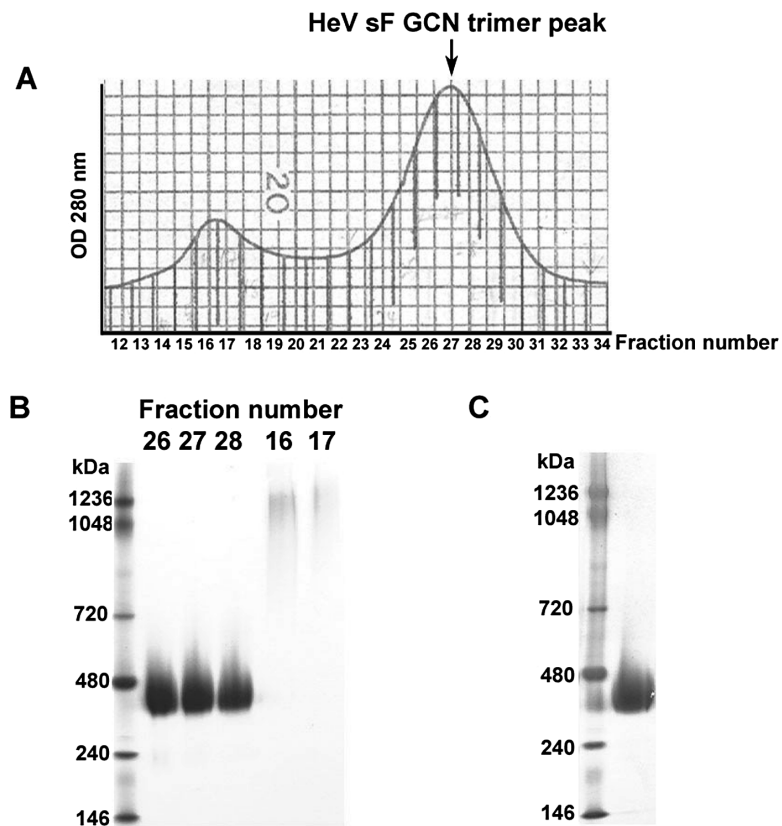 HeV sF GCN trimer peak
A
OD 280 nm
20
12 13 14 15 16 17 18 19 20 21 22 23 24 25 26 27 28 29 30 31 32 33 34 Fraction number
B
Fraction number
26 27 28 16 17
kDa
1236
1048
720
480
240
146
C
kDa
1236
1048
720
480
240
146